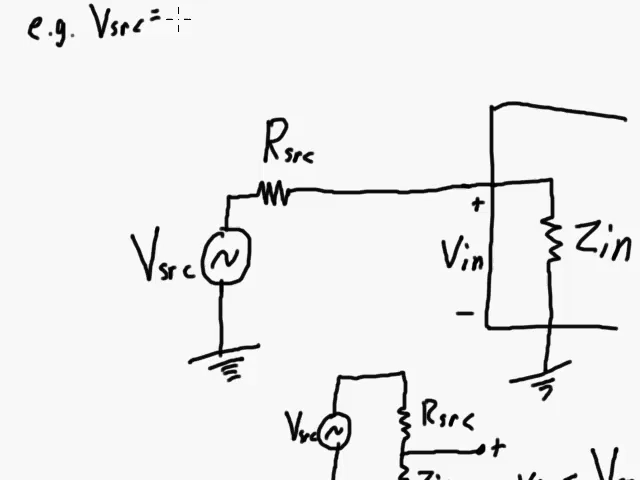 e.g. Vsrc=
Rsrc
+
Vsrc
Vin
Zin
−
Rsrc
Vsrc
+